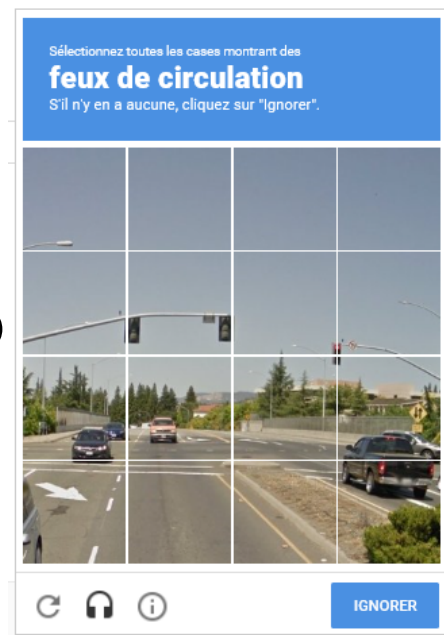 Sélectionnez toutes les cases montrant des
feux de circulation
S'il n'y en a aucune, cliquez sur "Ignorer".
IGNORER